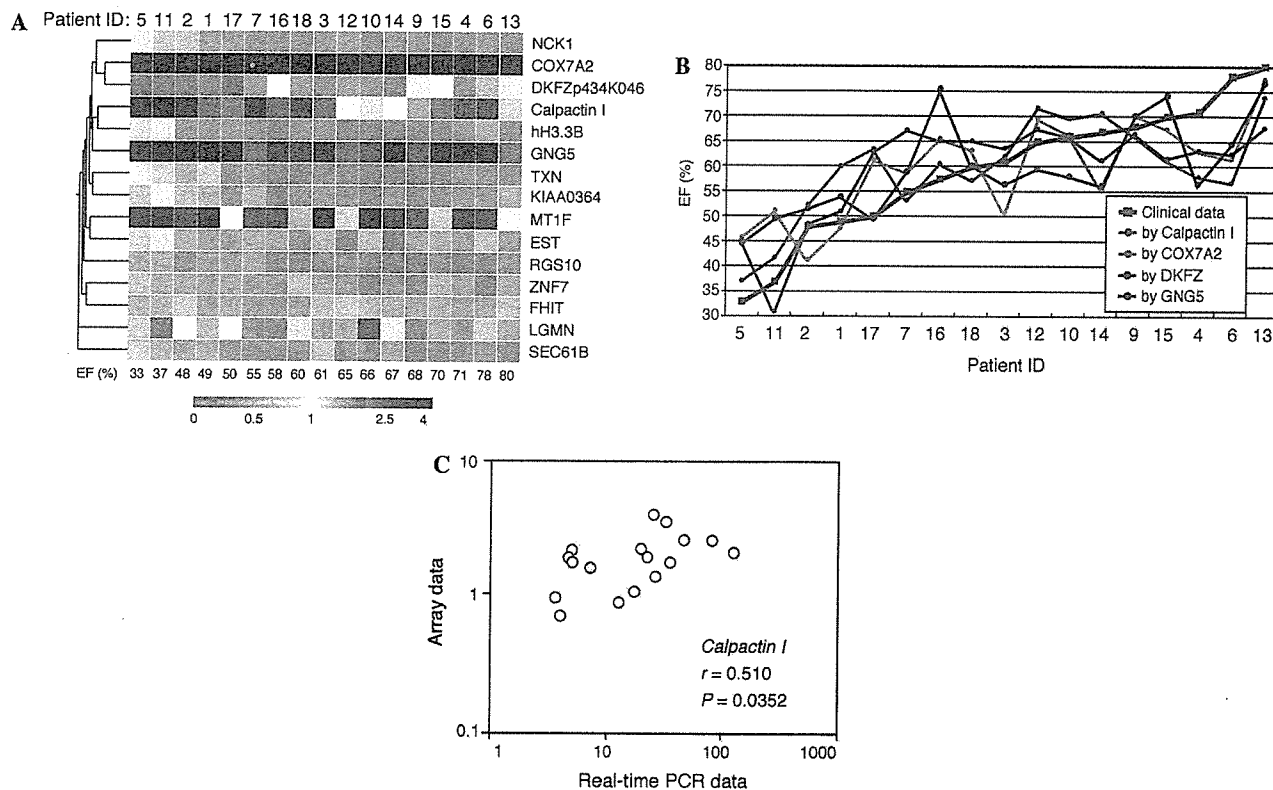 A
Patient ID: 5 11 2 1 17 7 16 18 3 12 10 14 9 15 4 6 13
NCK1
COX7A2
DKFZp434K046
Calpactin I
hH3.3B
GNG5
TXN
KIAA0364
MT1F
EST
RGS10
ZNF7
FHIT
LGMN
SEC61B
EF (%) 33 37 48 49 50 55 58 60 61 65 66 67 68 70 71 78 80
0 0.5 1 2.5 4
B
80
75
70
65
60
55
50
45
40
35
30
EF (%)
Clinical data
by Calpactin I
by COX7A2
by DKFZ
by GNG5
5 11 2 1 17 7 16 18 3 12 10 14 9 15 4 6 13
Patient ID
C
10
1
0.1
Array data
Calpactin I
r = 0.510
P = 0.0352
1 10 100 1000
Real-time PCR data